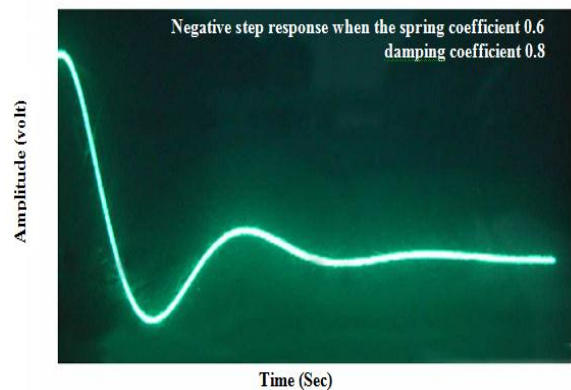 Negative step response when the spring coefficient 0.6
damping coefficient 0.8
Amplitude (volt)
Time (Sec)